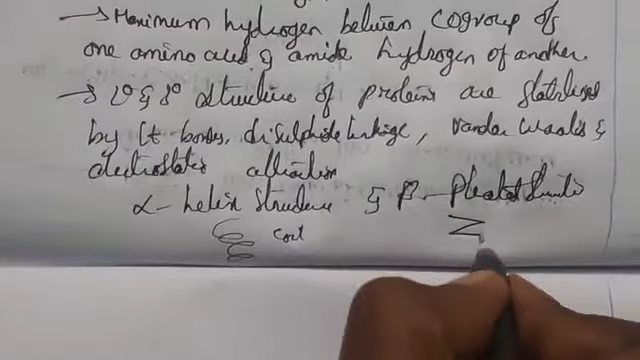 → Maximum hydrogen between CO group of
one amino acid & amide hydrogen of another.
→ 2° & 3° structure of proteins are stabilised
by H-bonds, disulphide linkage, Vander Waals &
electrostatic attraction
α- helix structure & β- Pleated
coil